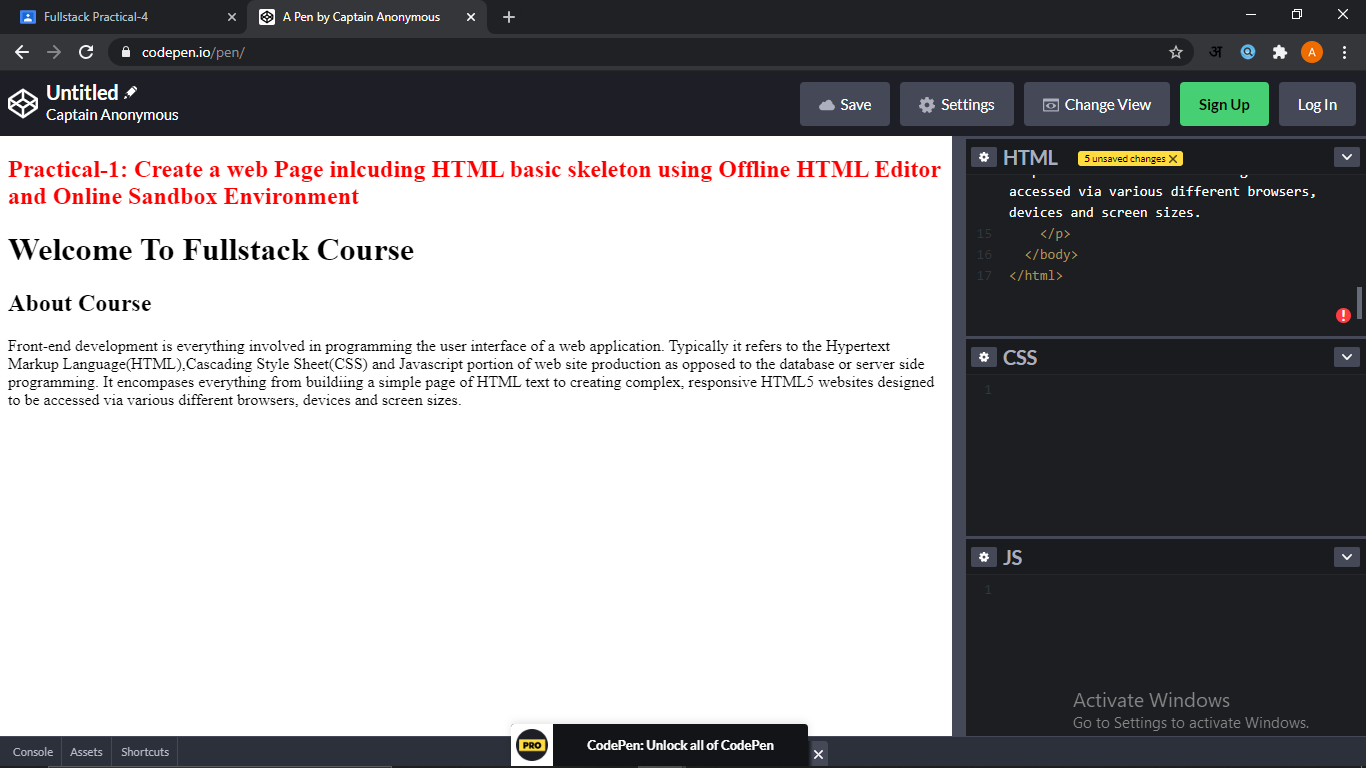 Fullstack Practical-4
A Pen by Captain Anonymous
codepen.io/pen/
अ
A
Untitled
Captain Anonymous
Save
Settings
Change View
Sign Up
Log In
Practical-1: Create a web Page inlcuding HTML basic skeleton using Offline HTML Editor
and Online Sandbox Environment
Welcome To Fullstack Course
About Course
Front-end development is everything involved in programming the user interface of a web application. Typically it refers to the Hypertext
Markup Language(HTML),Cascading Style Sheet(CSS) and Javascript portion of web site production as opposed to the database or server side
programming. It encompases everything from buildiing a simple page of HTML text to creating complex, responsive HTML5 websites designed
to be accessed via various different browsers, devices and screen sizes.
HTML
5 unsaved changes
accessed via various different browsers,
devices and screen sizes.
15 </p>
16 </body>
17 </html>
CSS
1
JS
1
Activate Windows
Go to Settings to activate Windows.
Console
Assets
Shortcuts
PRO
CodePen: Unlock all of CodePen